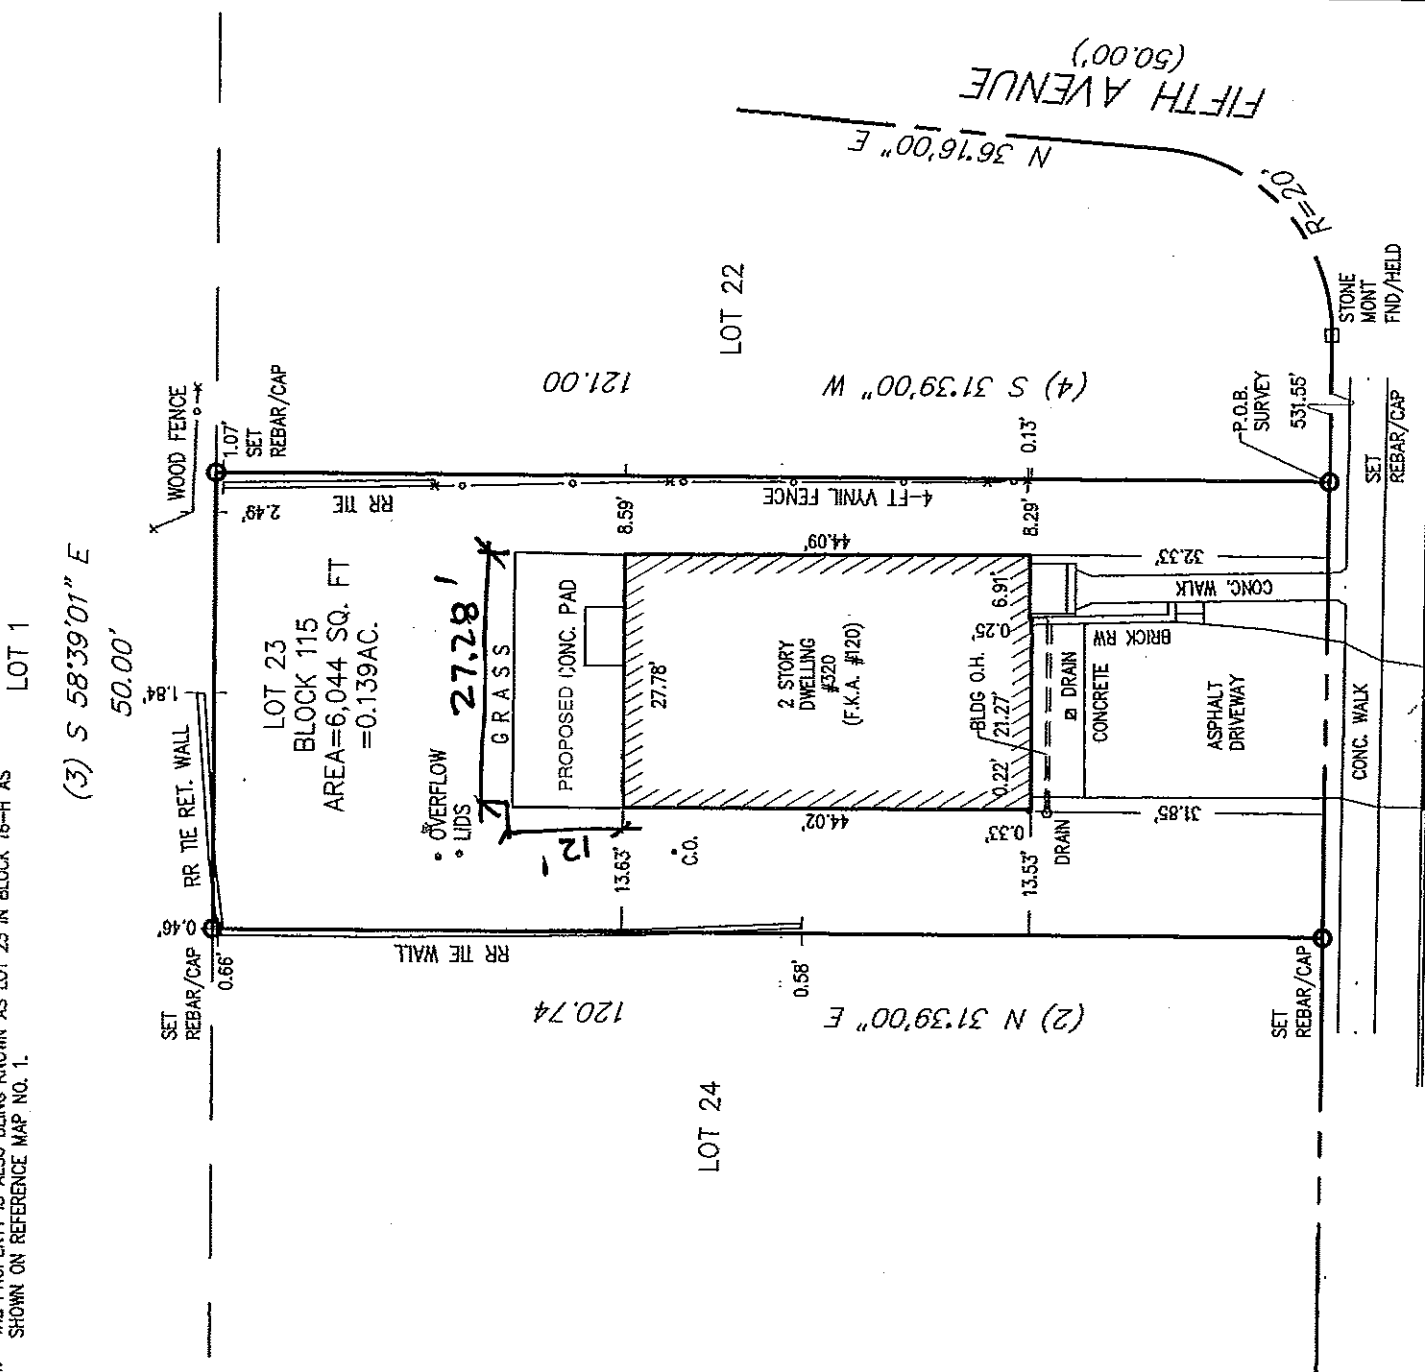 LOT 1
SHOWN ON REFERENCE MAP NO. 1.
(3) S 58°39'01" E
50.00'
FIFTH AVENUE
(50.00')
N 36°16'00" E
R=20'
STONE
MONT
FND/HELD
LOT 22
(4) S 31°39'00" W
121.00
WOOD FENCE
1.07'
SET
REBAR/CAP
2.49'
RR TIE
4-FT VYNIL FENCE
0.13'
P.O.B.
SURVEY
531.55'
SET
REBAR/CAP
1.84'
RR TIE RET. WALL
LOT 23
BLOCK 115
AREA=6,044 SQ. FT
=0.139AC.
OVERFLOW
LIDS
27.28'
GRASS
PROPOSED CONC. PAD
12'
8.59'
8.29'
44.09'
27.78'
2 STORY
DWELLING
#320
(F.K.A. #120)
44.02'
13.63'
C.O.
13.53'
0.33'
0.22'
21.27'
0.25'
6.91'
BLDG O.H.
DRAIN
DRAIN
CONCRETE
BRICK RW
CONC. WALK
32.33'
31.85'
ASPHALT
DRIVEWAY
CONC. WALK
0.46'
SET
REBAR/CAP
0.66'
RR TIE WALL
0.58'
120.74
(2) N 31°39'00" E
SET
REBAR/CAP
LOT 24